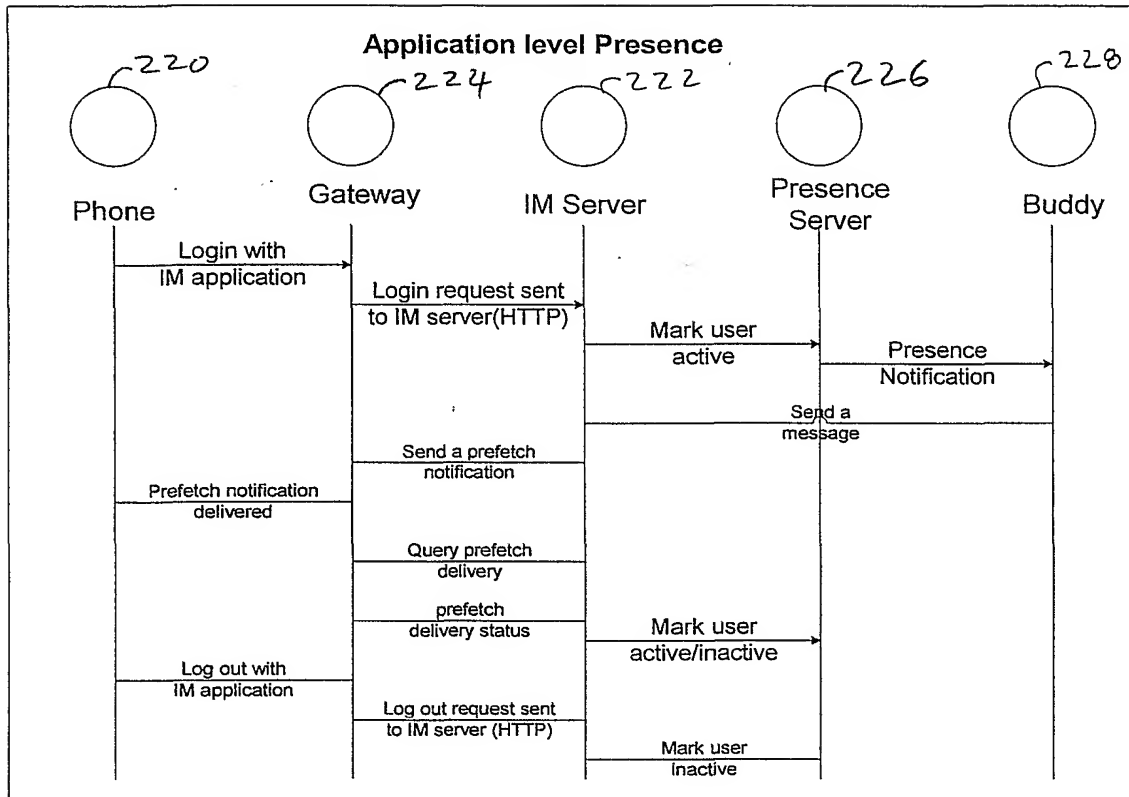 Application level Presence
220
224
222
226
228
Phone
Gateway
IM Server
Presence
Server
Buddy
Login with
IM application
Login request sent
to IM server(HTTP)
Mark user
active
Presence
Notification
Send a
message
Send a prefetch
notification
Prefetch notification
delivered
Query prefetch
delivery
prefetch
delivery status
Mark user
active/inactive
Log out with
IM application
Log out request sent
to IM server (HTTP)
Mark user
Inactive